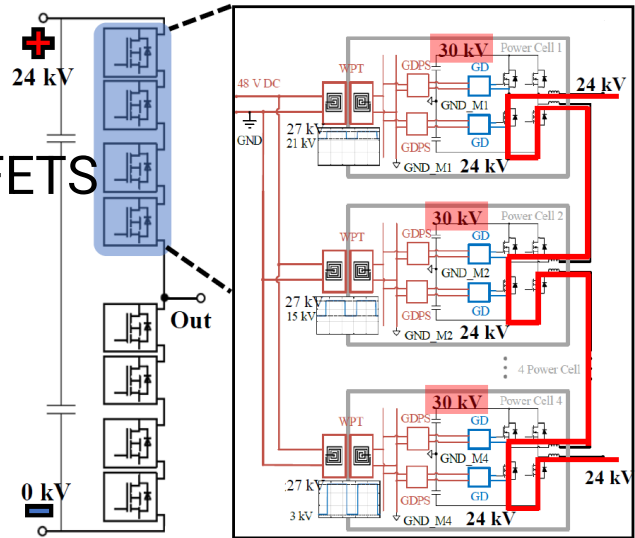 24 kV
FETS
Out
0 kV
48 V DC
GND
30 kV
Power Cell 1
WPT
GDPS
GD
GND_M1
27 kV
21 kV
GDPS
GD
GND_M1
24 kV
24 kV
30 kV
Power Cell 2
WPT
GDPS
GD
GND_M2
27 kV
15 kV
GDPS
GD
GND_M2
24 kV
4 Power Cell
30 kV
Power Cell 4
WPT
GDPS
GD
GND_M4
27 kV
3 kV
GDPS
GD
GND_M4
24 kV
24 kV